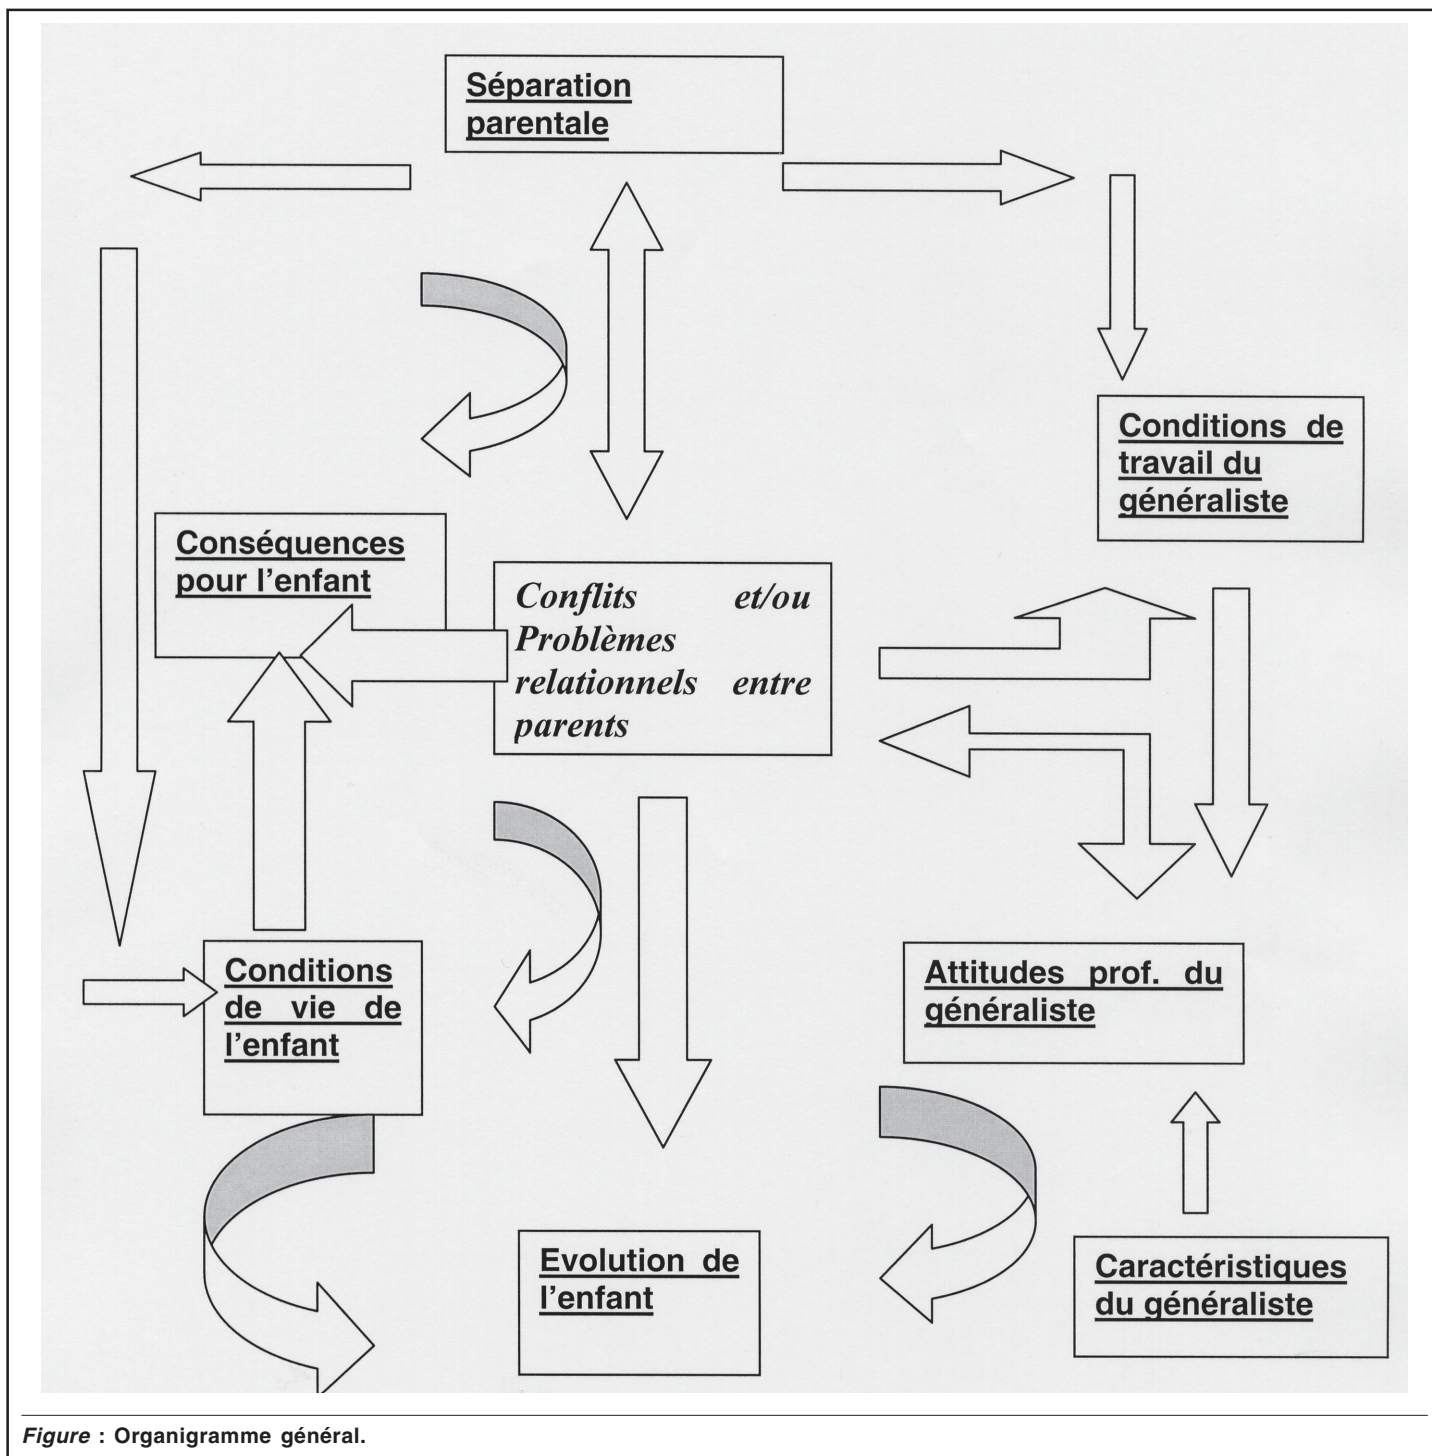 Séparation
parentale
Conditions de
travail du
généraliste
Conséquences
pour l'enfant
Conflits et/ou
Problèmes
relationnels entre
parents
Conditions
de vie de
l'enfant
Attitudes prof. du
généraliste
Evolution de
l'enfant
Caractéristiques
du généraliste
Figure : Organigramme général.